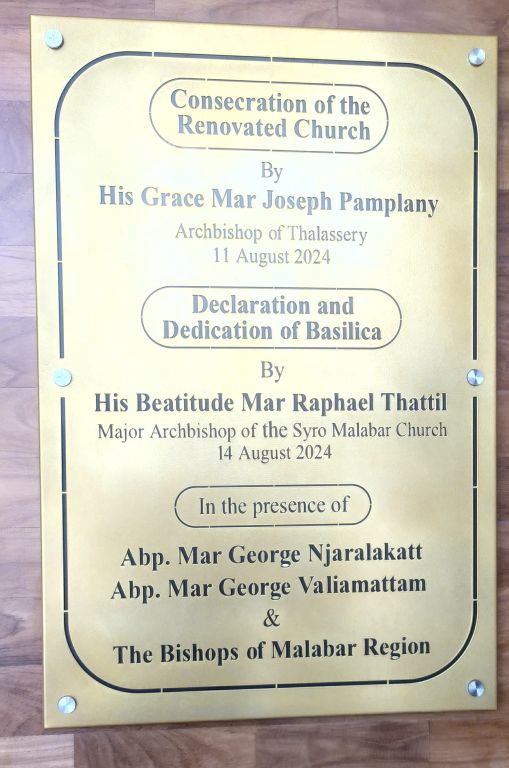 Consecration of the
Renovated Church
By
His Grace Mar Joseph Pamplany
Archbishop of Thalassery
11 August 2024
Declaration and
Dedication of Basilica
By
His Beatitude Mar Raphael Thattil
Major Archbishop of the Syro Malabar Church
14 August 2024
In the presence of
Abp. Mar George Njaralakatt
Abp. Mar George Valiamattam
&
The Bishops of Malabar Region